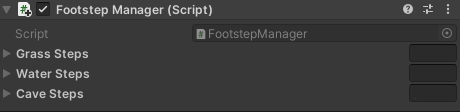 Footstep Manager (Script)
Script FootstepManager
Grass Steps
Water Steps
Cave Steps